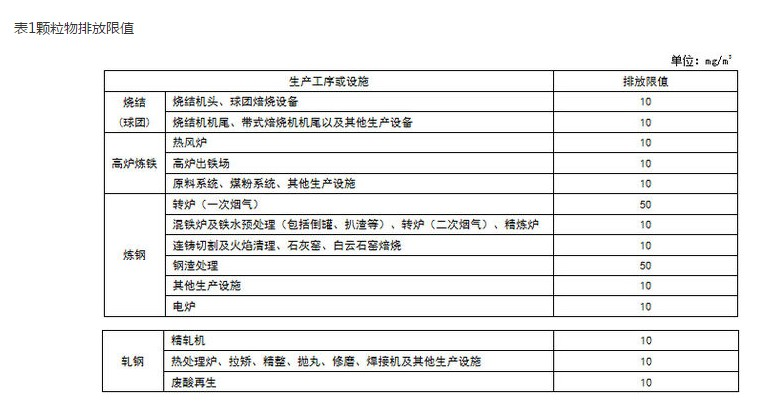 表1颗粒物排放限值
单位：mg/m³
生产工序或设施 排放限值
烧结
(球团)
烧结机头、球团焙烧设备 10
烧结机机尾、带式焙烧机机尾以及其他生产设备 10
高炉炼铁
热风炉 10
高炉出铁场 10
原料系统、煤粉系统、其他生产设施 10
炼钢
转炉（一次烟气） 50
混铁炉及铁水预处理（包括倒罐、扒渣等）、转炉（二次烟气）、精炼炉 10
连铸切割及火焰清理、石灰窑、白云石窑焙烧 10
钢渣处理 50
其他生产设施 10
电炉 10
轧钢
精轧机 10
热处理炉、拉矫、精整、抛丸、修磨、焊接机及其他生产设施 10
废酸再生 10